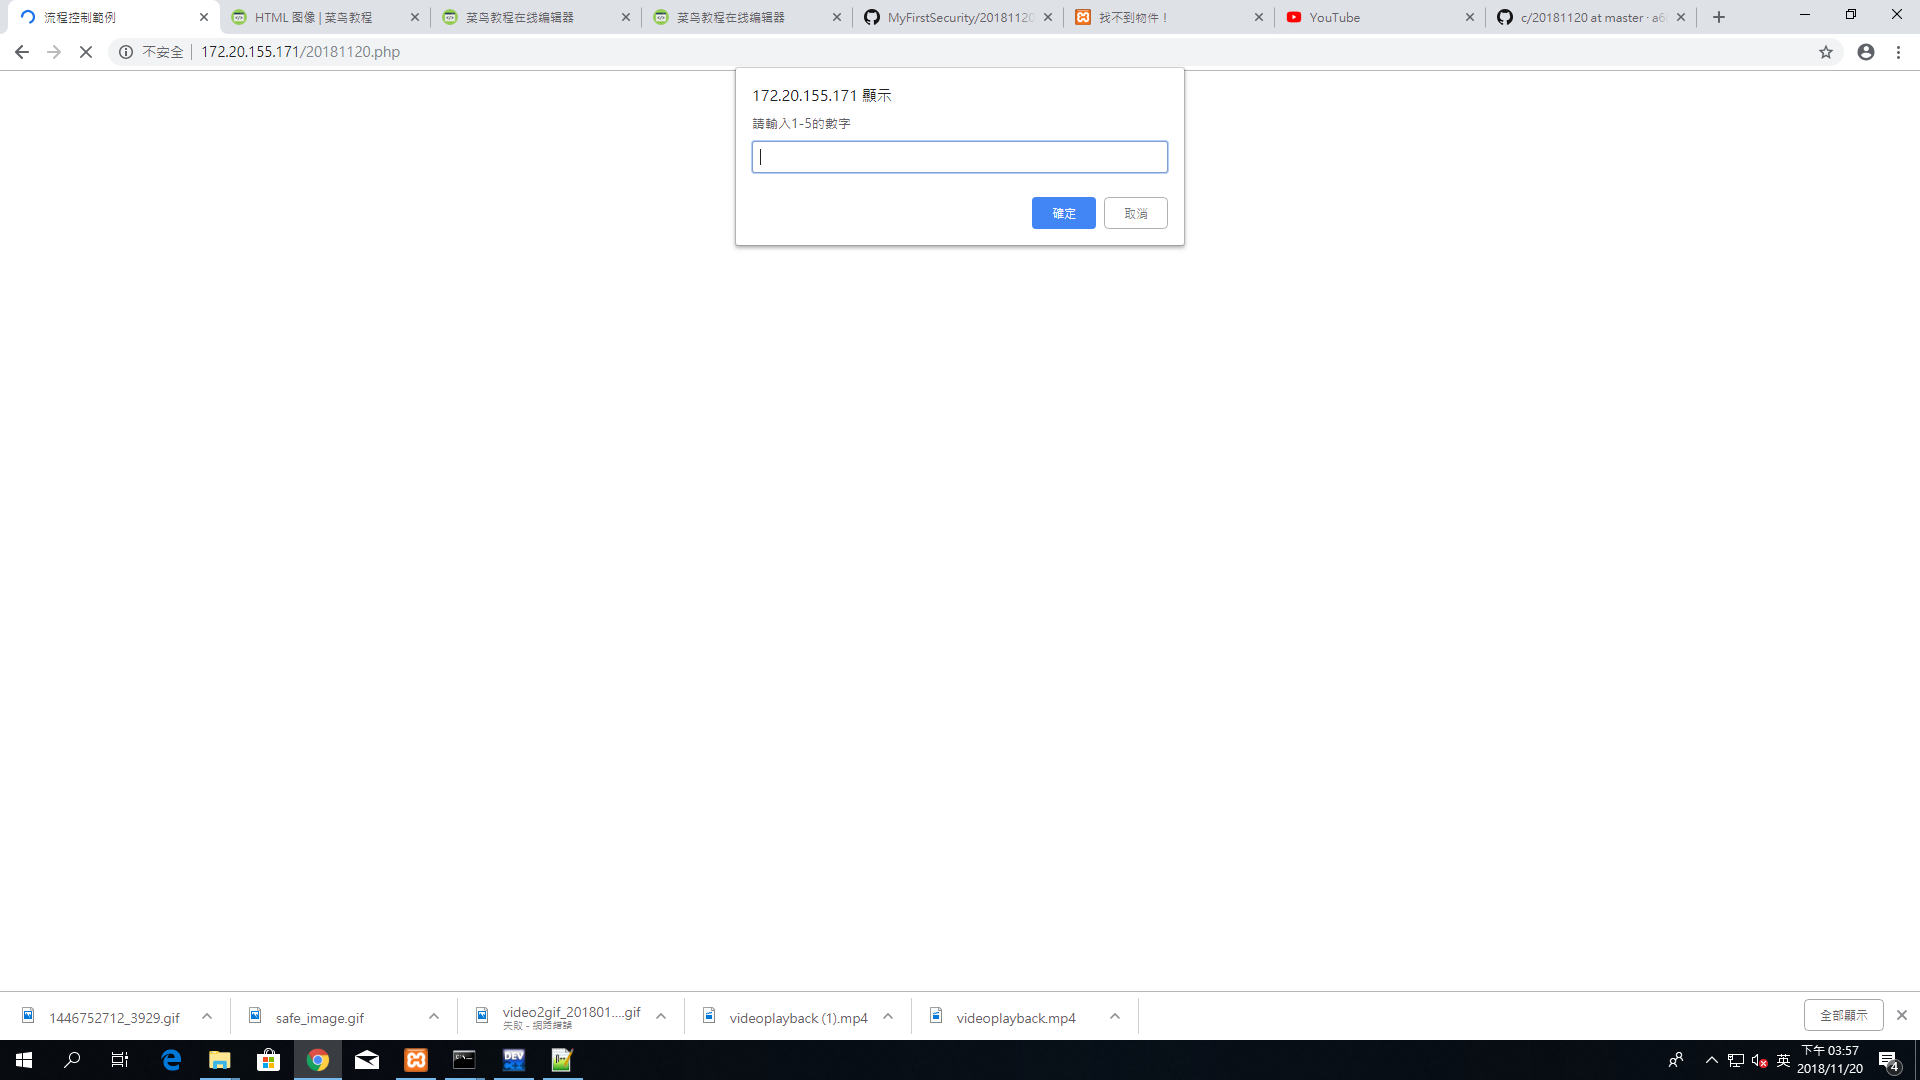 流程控制範例
HTML 图像 | 菜鸟教程
菜鸟教程在线编辑器
菜鸟教程在线编辑器
MyFirstSecurity/20181120
找不到物件！
YouTube
c/20181120 at master · a6
不安全
172.20.155.171/20181120.php
172.20.155.171 顯示
請輸入1-5的數字
確定
取消
1446752712_3929.gif
safe_image.gif
video2gif_201801....gif
失敗 - 網路錯誤
videoplayback (1).mp4
videoplayback.mp4
全部顯示
DEV
英
下午 03:57
2018/11/20
4